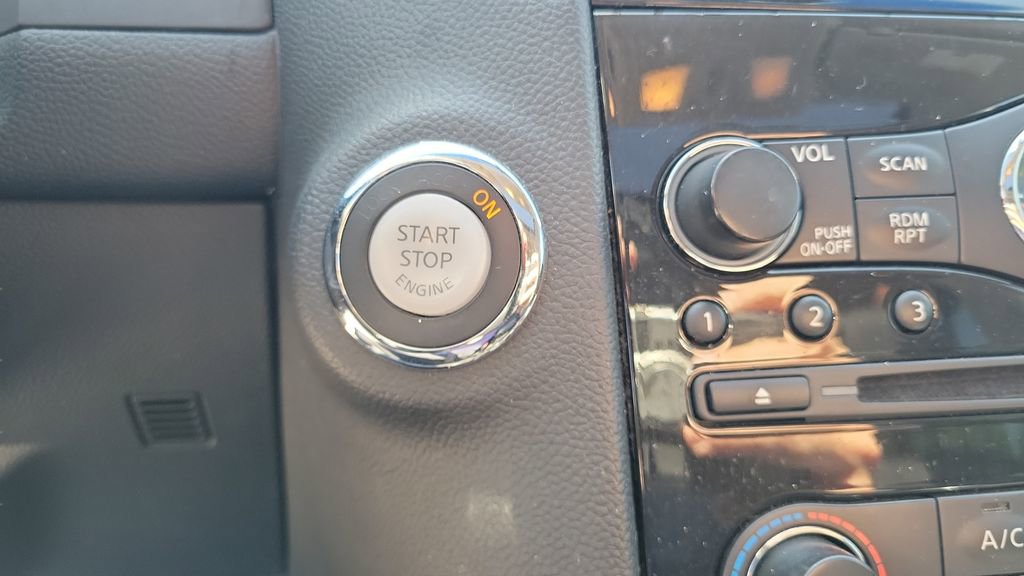 ON
START
STOP
ENGINE
VOL
PUSH
ON·OFF
SCAN
RDM
RPT
1
2
3
A/C